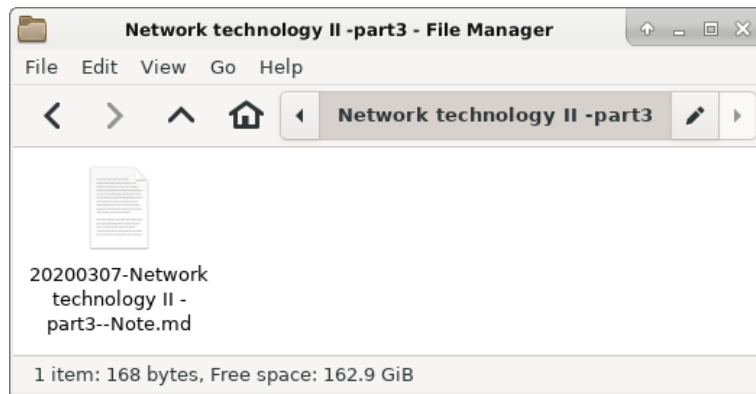 Network technology II -part3 - File Manager
File Edit View Go Help
Network technology II -part3
20200307-Network
technology II -
part3--Note.md
1 item: 168 bytes, Free space: 162.9 GiB